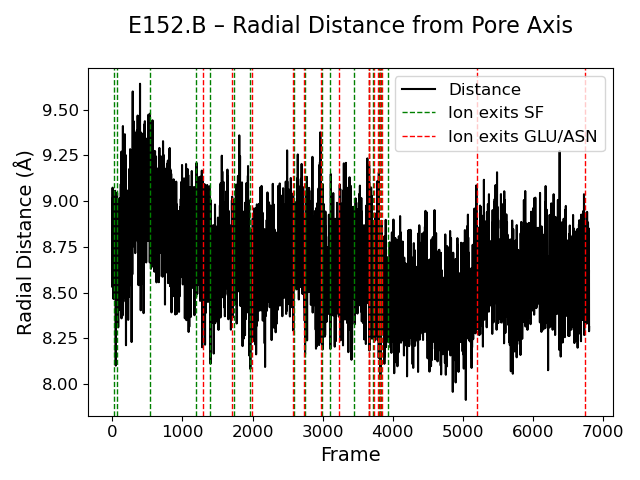 E152.B – Radial Distance from Pore Axis
Distance
Ion exits SF
Ion exits GLU/ASN
Radial Distance (Å)
9.50
9.25
9.00
8.75
8.50
8.25
8.00
0 1000 2000 3000 4000 5000 6000 7000
Frame